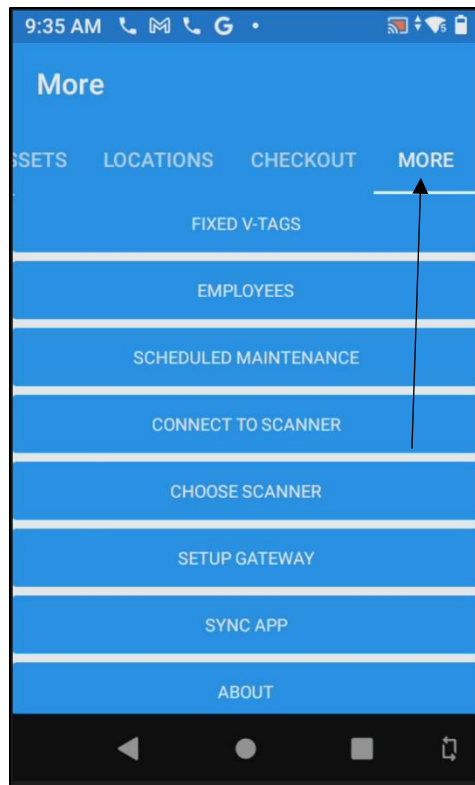 9:35 AM G
More
SSETS LOCATIONS CHECKOUT MORE
FIXED V-TAGS
EMPLOYEES
SCHEDULED MAINTENANCE
CONNECT TO SCANNER
CHOOSE SCANNER
SETUP GATEWAY
SYNC APP
ABOUT